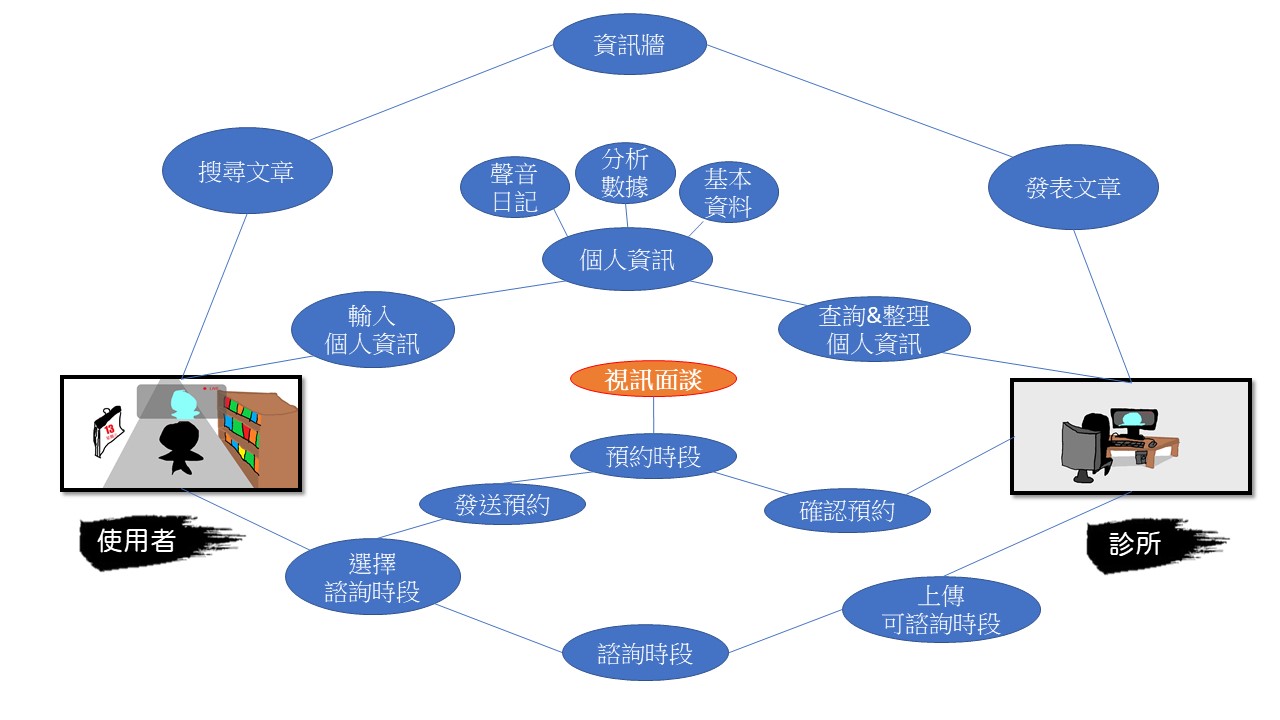 資訊牆
搜尋文章
聲音
日記
分析
數據
基本
資料
發表文章
個人資訊
輸入
個人資訊
查詢&整理
個人資訊
視訊面談
13
預約時段
發送預約
確認預約
使用者
診所
選擇
諮詢時段
上傳
可諮詢時段
諮詢時段